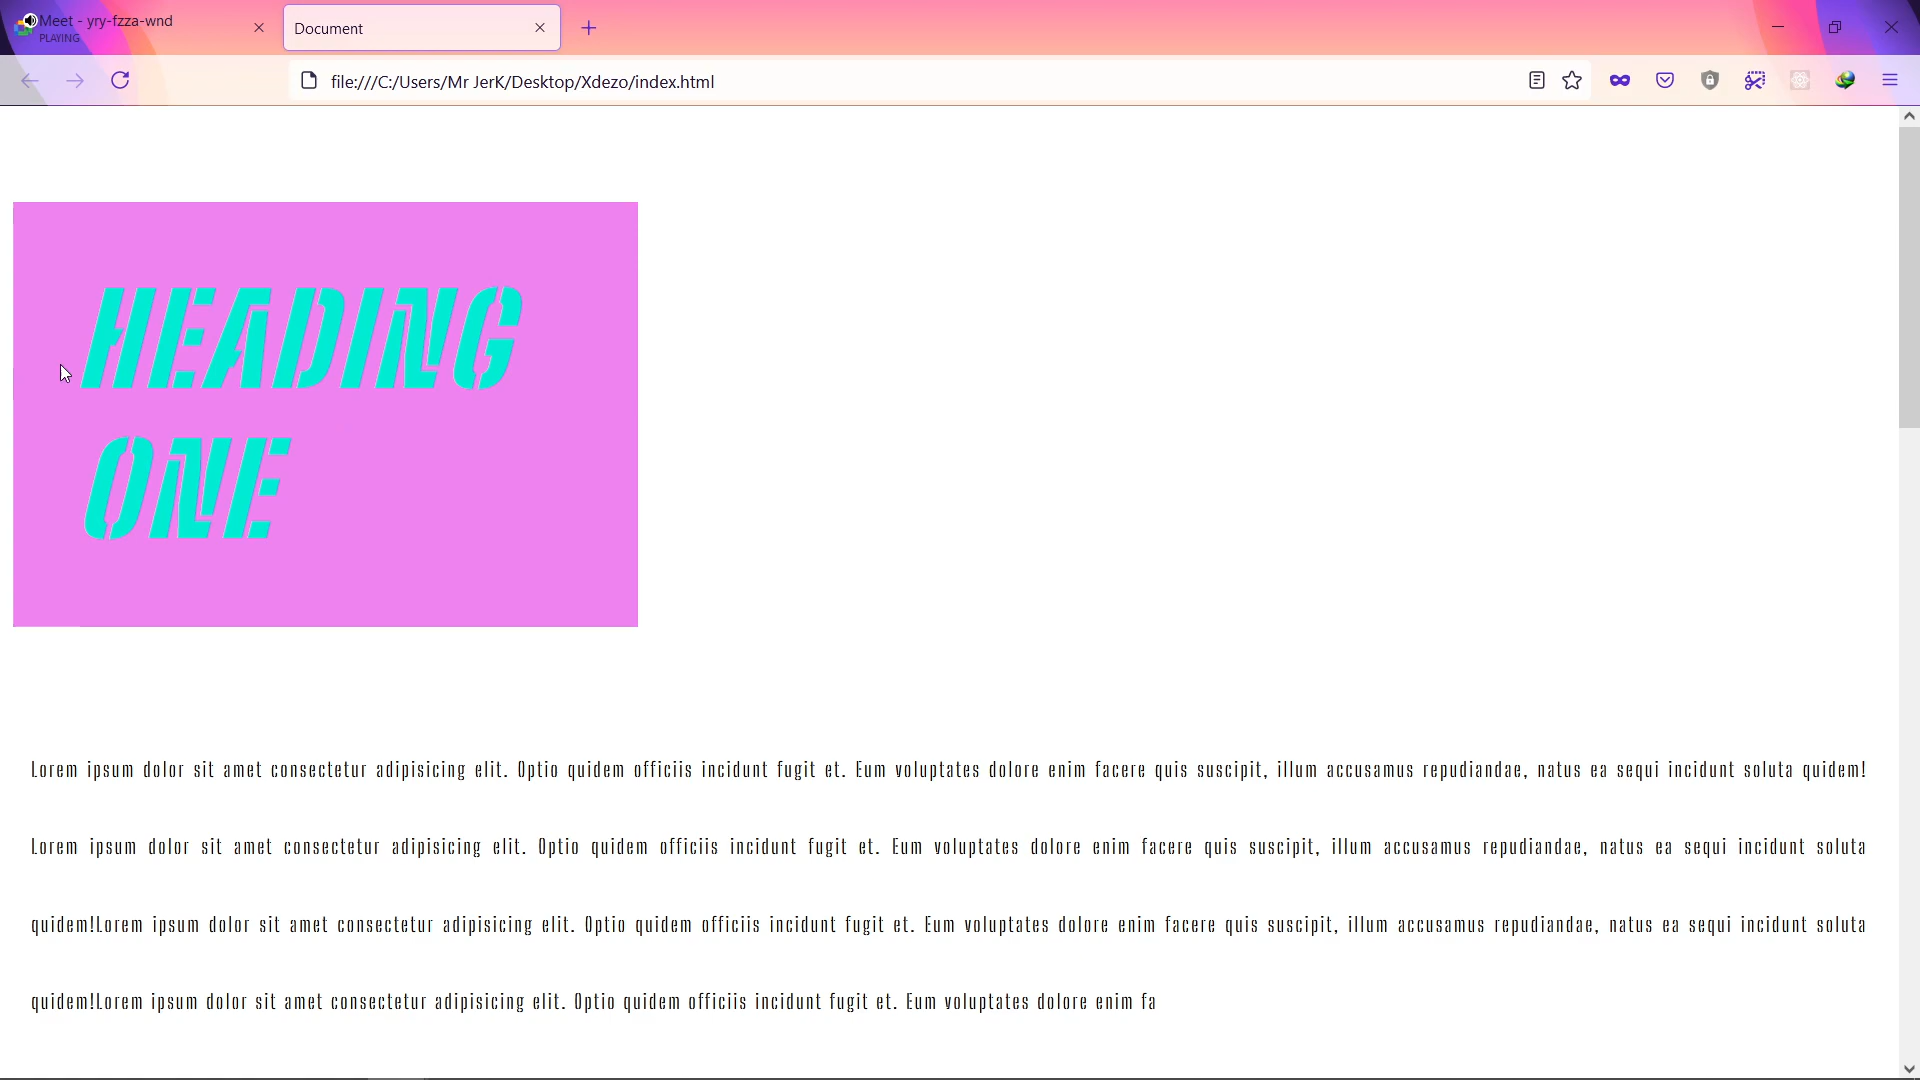 Meet - yry-fzza-wnd
PLAYING
Document
file:///C:/Users/Mr JerK/Desktop/Xdezo/index.html
HEADING
ONE
Lorem ipsum dolor sit amet consectetur adipisicing elit. Optio quidem officiis incidunt fugit et. Eum voluptates dolore enim facere quis suscipit, illum accusamus repudiandae, natus ea sequi incidunt soluta quidem!
Lorem ipsum dolor sit amet consectetur adipisicing elit. Optio quidem officiis incidunt fugit et. Eum voluptates dolore enim facere quis suscipit, illum accusamus repudiandae, natus ea sequi incidunt soluta
quidem!Lorem ipsum dolor sit amet consectetur adipisicing elit. Optio quidem officiis incidunt fugit et. Eum voluptates dolore enim facere quis suscipit, illum accusamus repudiandae, natus ea sequi incidunt soluta
quidem!Lorem ipsum dolor sit amet consectetur adipisicing elit. Optio quidem officiis incidunt fugit et. Eum voluptates dolore enim fa